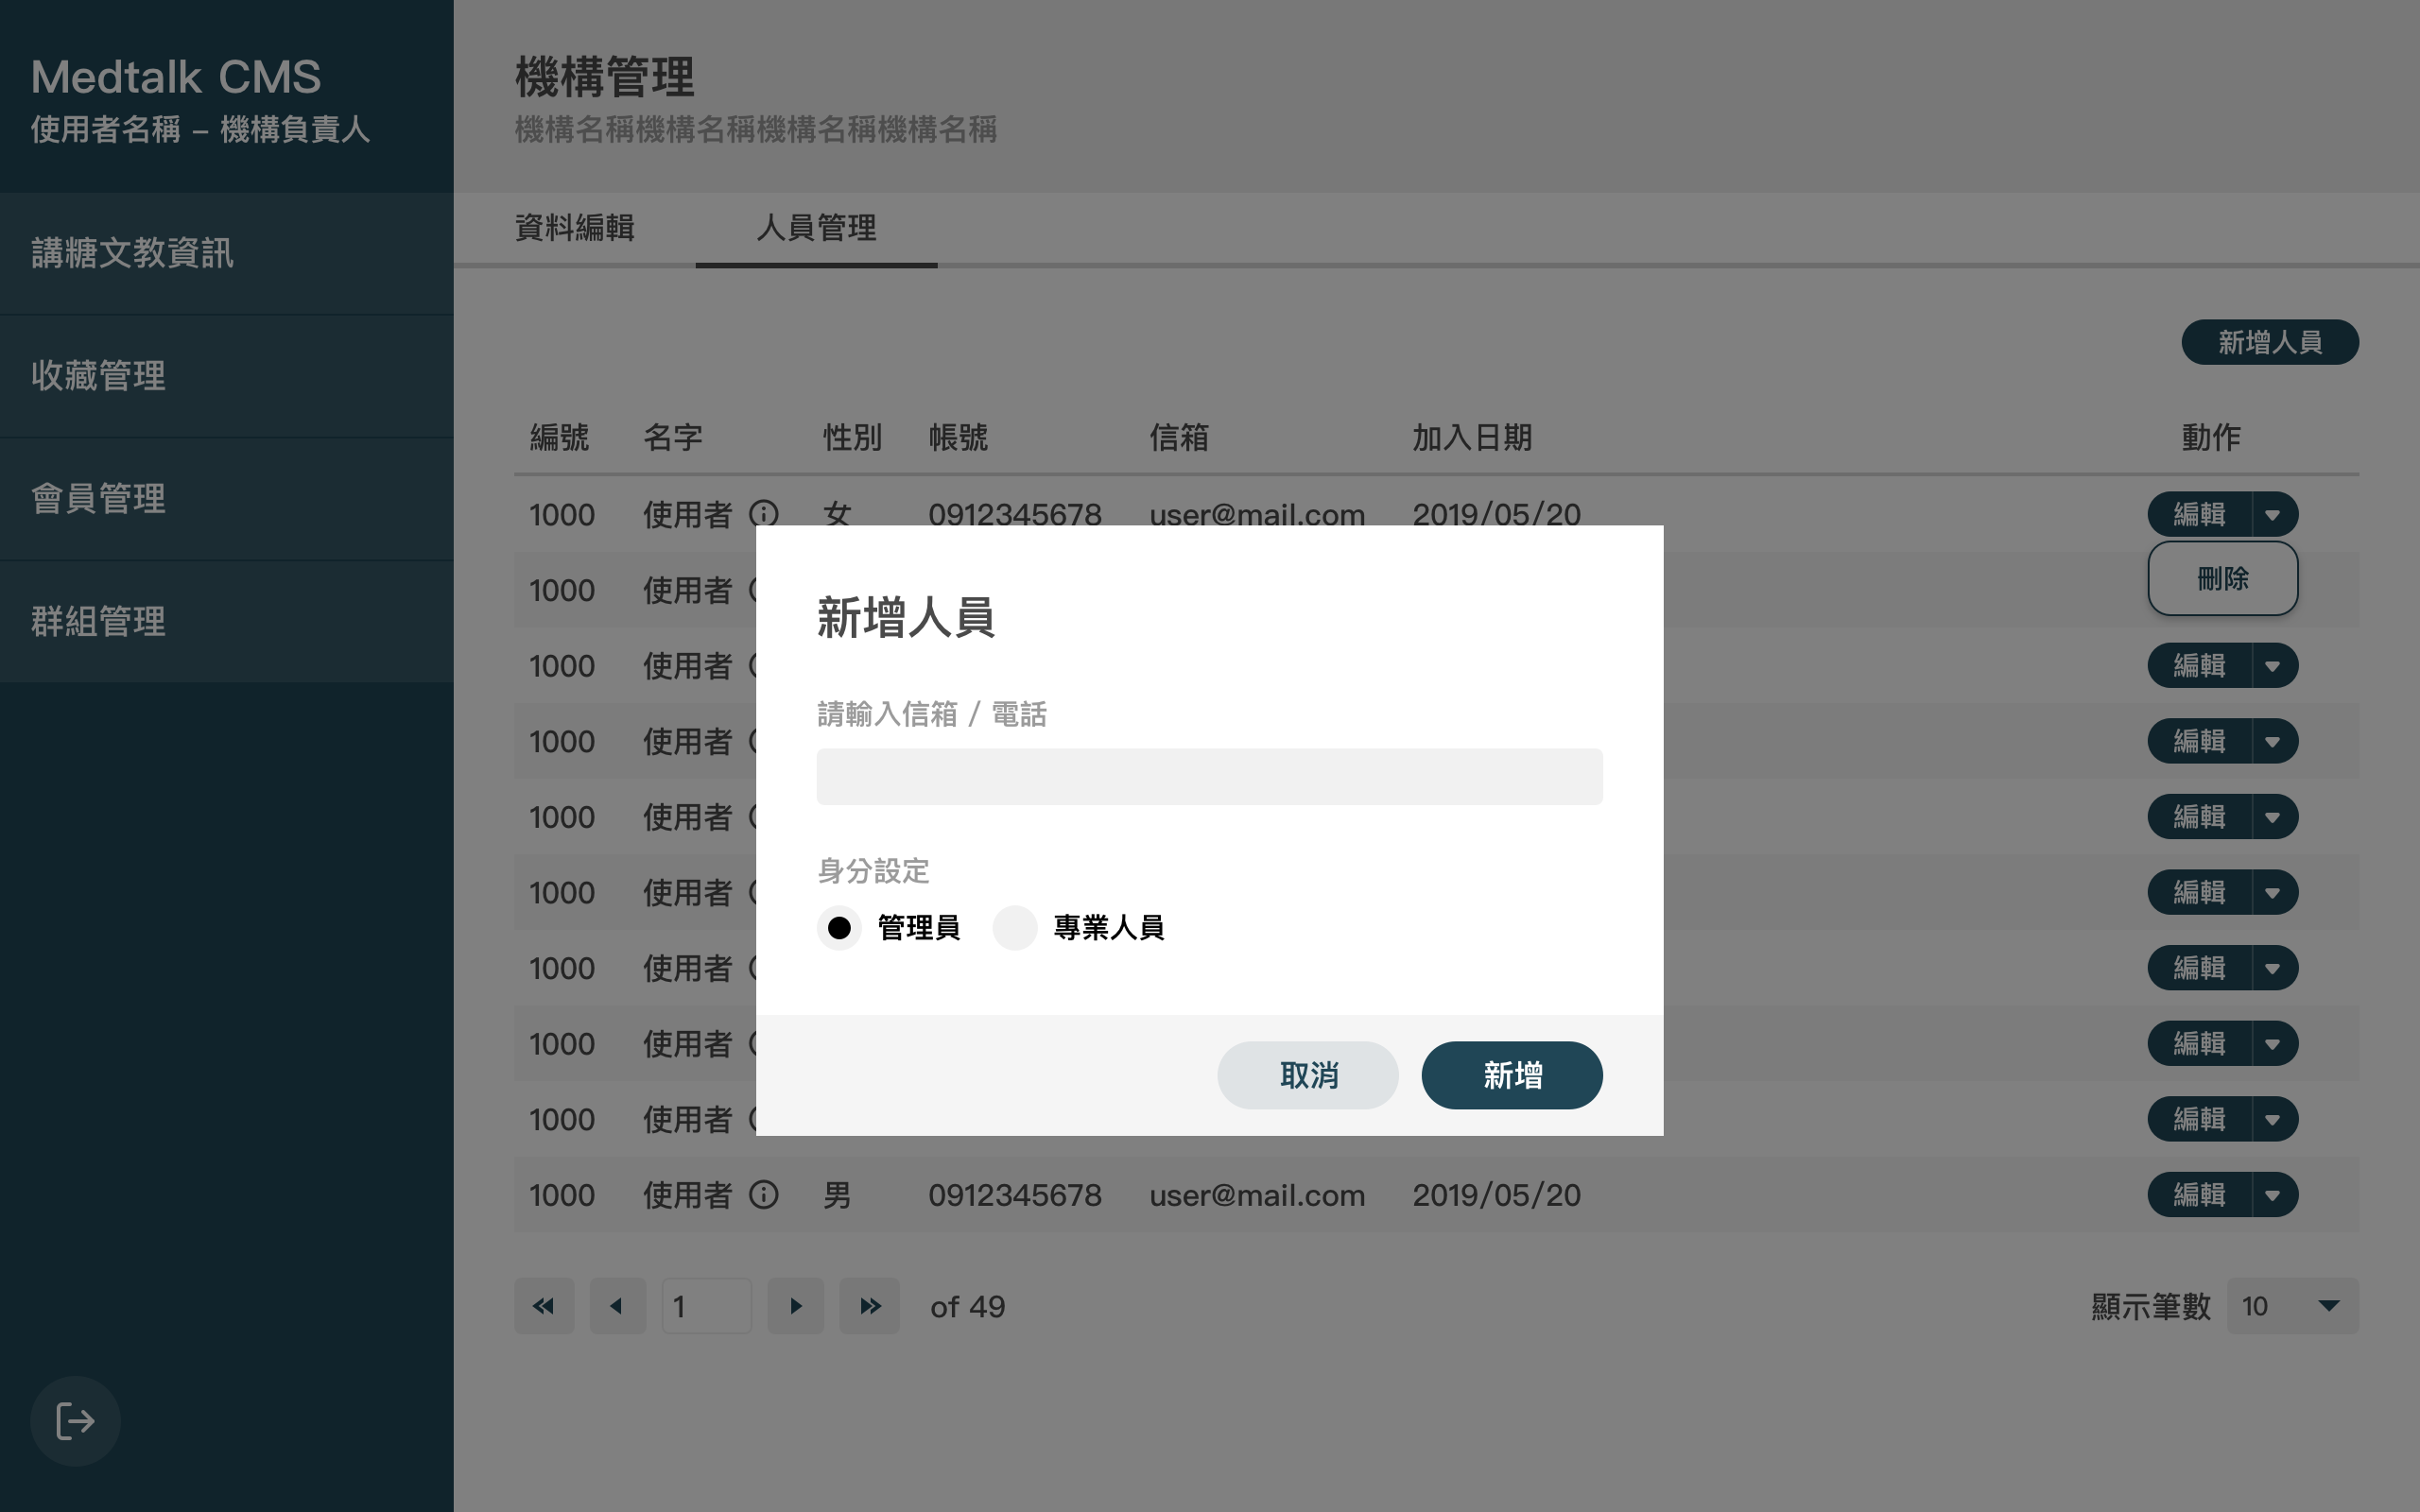 Medtalk CMS
使用者名稱 – 機構負責人
講糖文教資訊
收藏管理
會員管理
群組管理
機構管理
機構名稱機構名稱機構名稱機構名稱
資料編輯 人員管理
新增人員
編號 名字 性別 帳號 信箱 加入日期 動作
1000 使用者 女 0912345678 user@mail.com 2019/05/20 編輯
1000 使用者 刪除
1000 使用者 編輯
1000 使用者 編輯
1000 使用者 編輯
1000 使用者 編輯
1000 使用者 編輯
1000 使用者 編輯
1000 使用者 編輯
1000 使用者 男 0912345678 user@mail.com 2019/05/20 編輯
新增人員
請輸入信箱 / 電話
身分設定
管理員 專業人員
取消 新增
1 of 49 顯示筆數 10